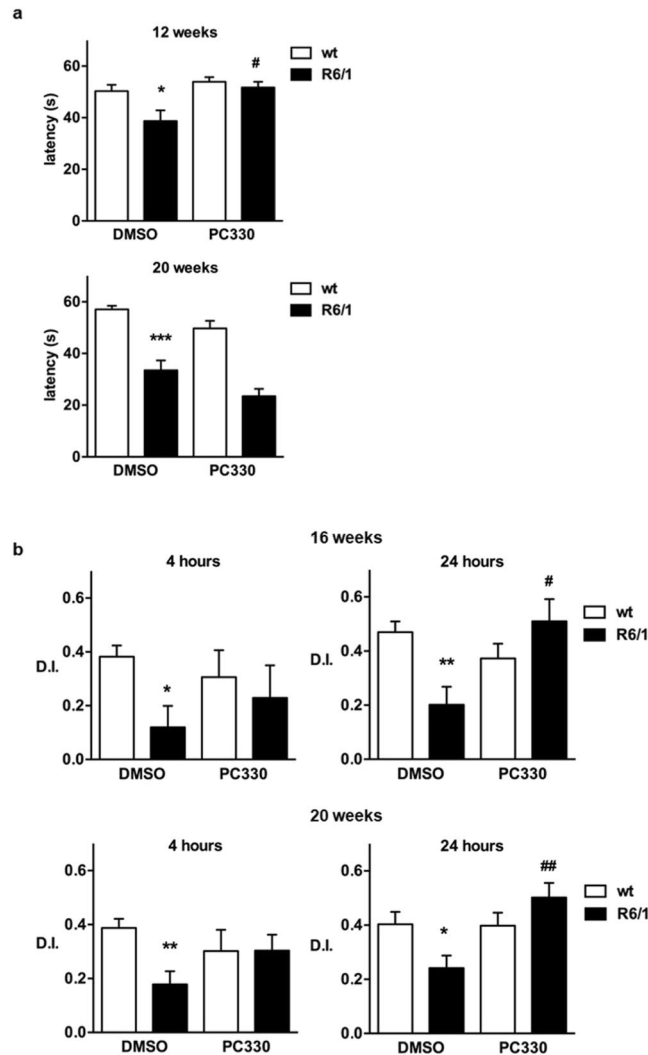 a
12 weeks
wt
R6/1
latency (s)
60
40
20
0
*
#
DMSO
PC330
20 weeks
wt
R6/1
latency (s)
60
40
20
0
***
DMSO
PC330
b
16 weeks
4 hours
D.I.
0.6
0.4
0.2
0.0
*
DMSO
PC330
24 hours
D.I.
0.6
0.4
0.2
0.0
**
#
DMSO
PC330
wt
R6/1
20 weeks
4 hours
D.I.
0.6
0.4
0.2
0.0
**
DMSO
PC330
24 hours
D.I.
0.6
0.4
0.2
0.0
*
##
DMSO
PC330
wt
R6/1